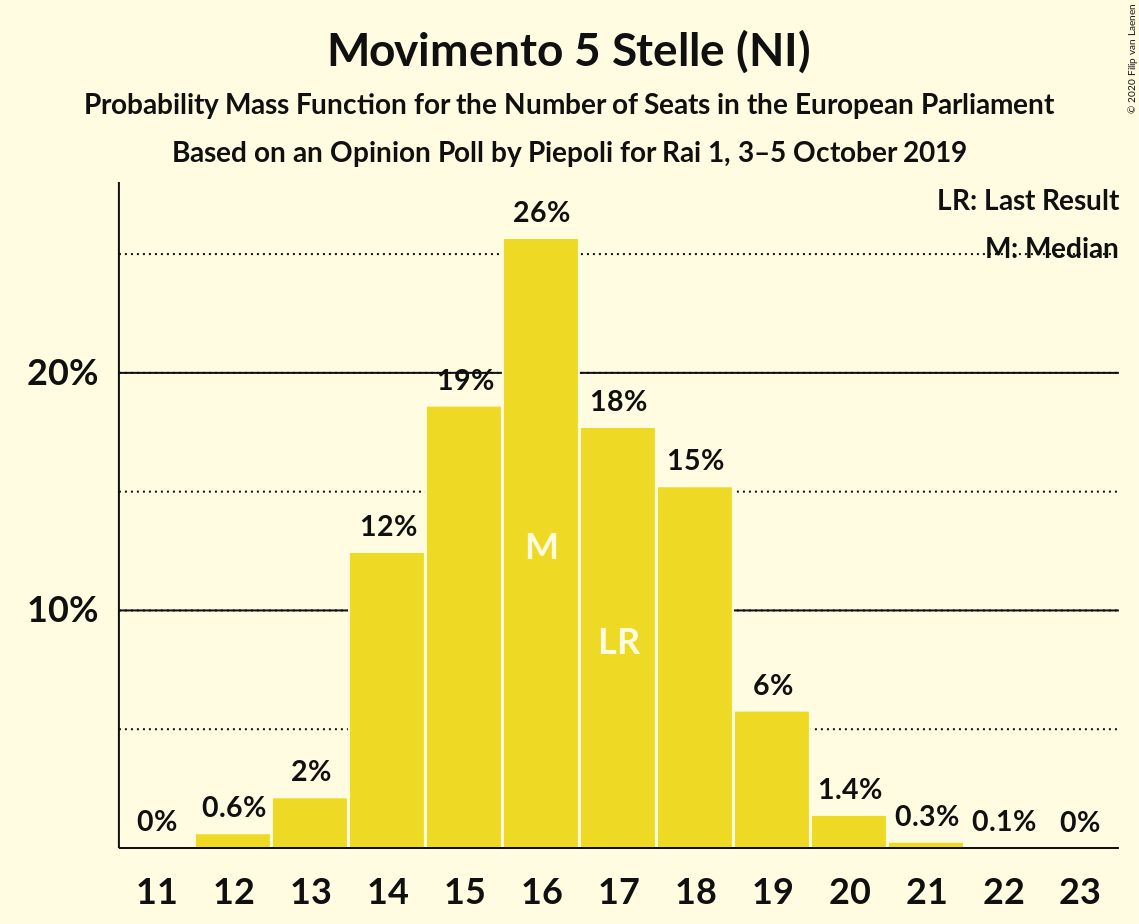 Movimento 5 Stelle (NI)
Probability Mass Function for the Number of Seats in the European Parliament
Based on an Opinion Poll by Piepoli for Rai 1, 3–5 October 2019
© 2020 Filip van Laenen
LR: Last Result
M: Median
20%
10%
0%
0.6%
2%
12%
19%
26%
18%
15%
6%
1.4%
0.3%
0.1%
0%
M
LR
11 12 13 14 15 16 17 18 19 20 21 22 23